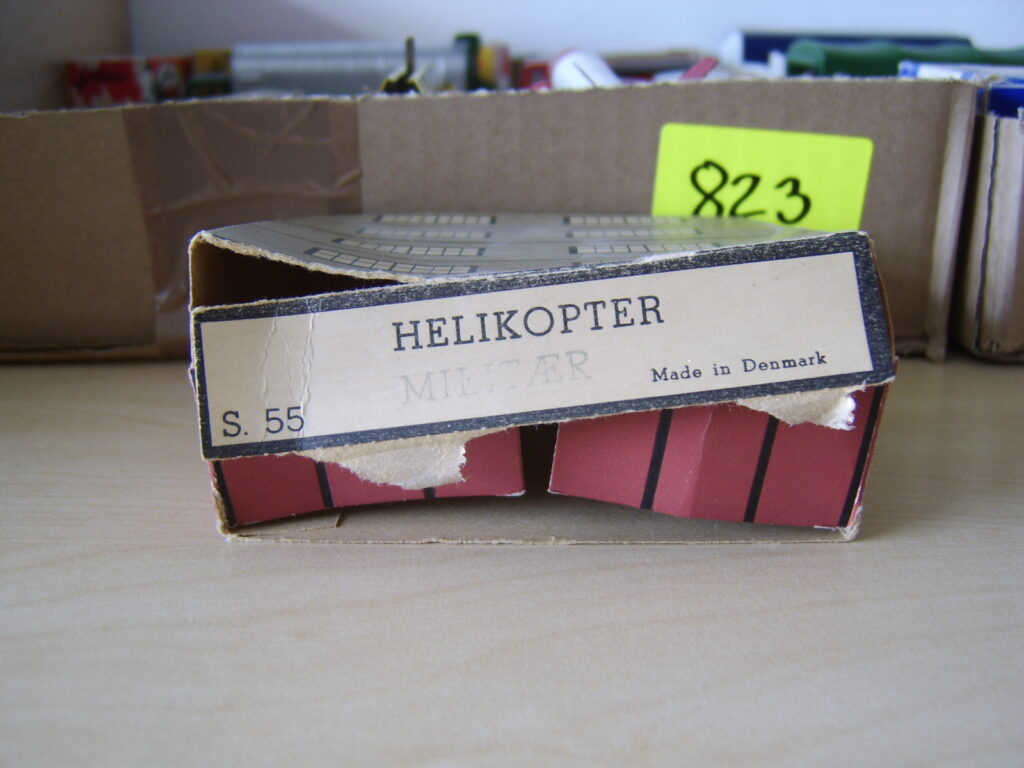 823
HELIKOPTER
MILITÆR
Made in Denmark
S. 55